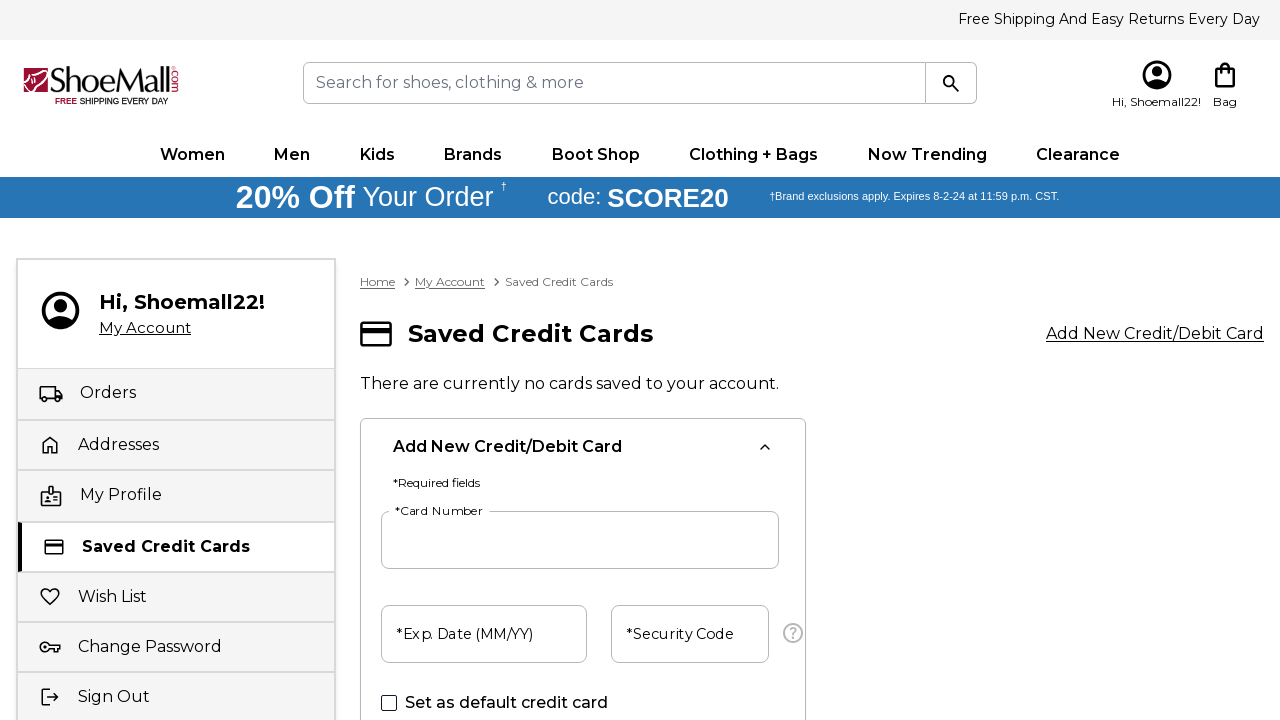 Free Shipping And Easy Returns Every Day
ShoeMall.com
FREE SHIPPING EVERY DAY
Search for shoes, clothing & more
Hi, Shoemall22!
Bag
Women Men Kids Brands Boot Shop Clothing + Bags Now Trending Clearance
20% Off Your Order † code: SCORE20 †Brand exclusions apply. Expires 8-2-24 at 11:59 p.m. CST.
Hi, Shoemall22!
My Account
Orders
Addresses
My Profile
Saved Credit Cards
Wish List
Change Password
Sign Out
Home > My Account > Saved Credit Cards
Saved Credit Cards
Add New Credit/Debit Card
There are currently no cards saved to your account.
Add New Credit/Debit Card
*Required fields
*Card Number
*Exp. Date (MM/YY)
*Security Code
Set as default credit card